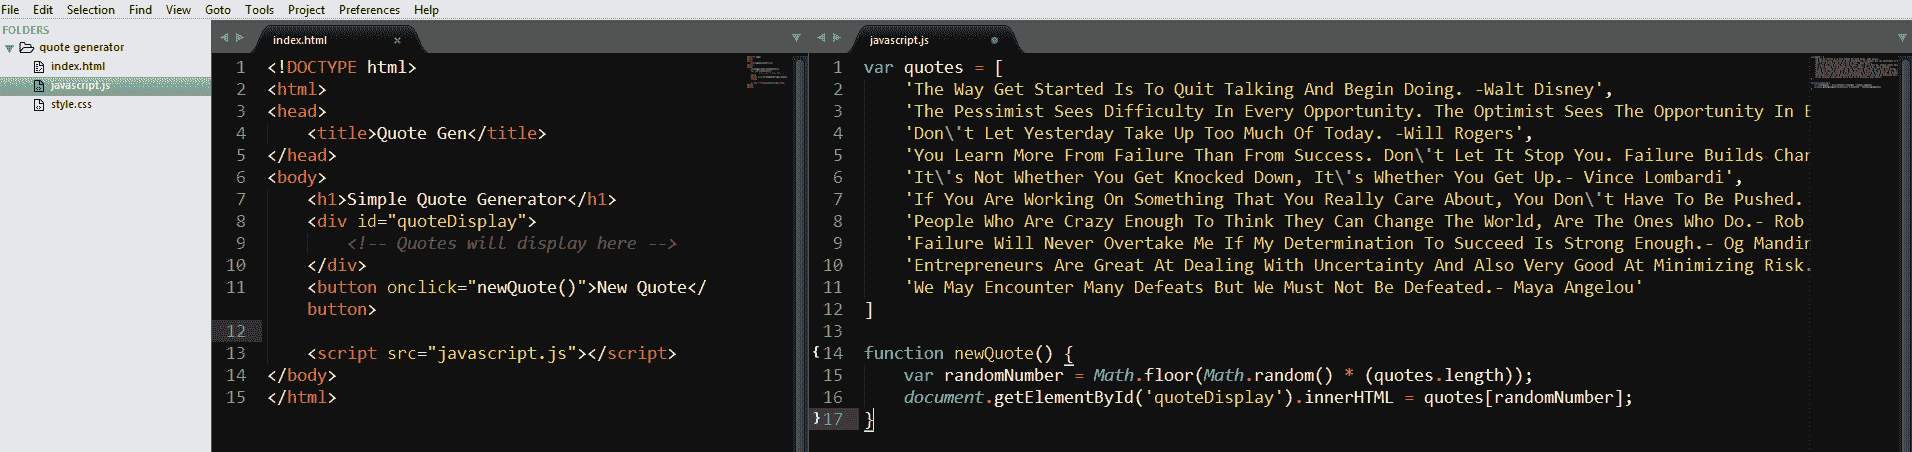 File Edit Selection Find View Goto Tools Project Preferences Help
FOLDERS
quote generator
index.html
javascript.js
style.css
index.html
1 <!DOCTYPE html>
2 <html>
3 <head>
4 <title>Quote Gen</title>
5 </head>
6 <body>
7 <h1>Simple Quote Generator</h1>
8 <div id="quoteDisplay">
9 <!-- Quotes will display here -->
10 </div>
11 <button onclick="newQuote()">New Quote</
button>
12
13 <script src="javascript.js"></script>
14 </body>
15 </html>
javascript.js
1 var quotes = [
2 'The Way Get Started Is To Quit Talking And Begin Doing. -Walt Disney',
3 'The Pessimist Sees Difficulty In Every Opportunity. The Optimist Sees The Opportunity In E
4 'Don\'t Let Yesterday Take Up Too Much Of Today. -Will Rogers',
5 'You Learn More From Failure Than From Success. Don\'t Let It Stop You. Failure Builds Char
6 'It\'s Not Whether You Get Knocked Down, It\'s Whether You Get Up.- Vince Lombardi',
7 'If You Are Working On Something That You Really Care About, You Don\'t Have To Be Pushed.
8 'People Who Are Crazy Enough To Think They Can Change The World, Are The Ones Who Do.- Rob
9 'Failure Will Never Overtake Me If My Determination To Succeed Is Strong Enough.- Og Mandin
10 'Entrepreneurs Are Great At Dealing With Uncertainty And Also Very Good At Minimizing Risk.
11 'We May Encounter Many Defeats But We Must Not Be Defeated.- Maya Angelou'
12 ]
13
{14 function newQuote() {
15 var randomNumber = Math.floor(Math.random() * (quotes.length));
16 document.getElementById('quoteDisplay').innerHTML = quotes[randomNumber];
}17 }